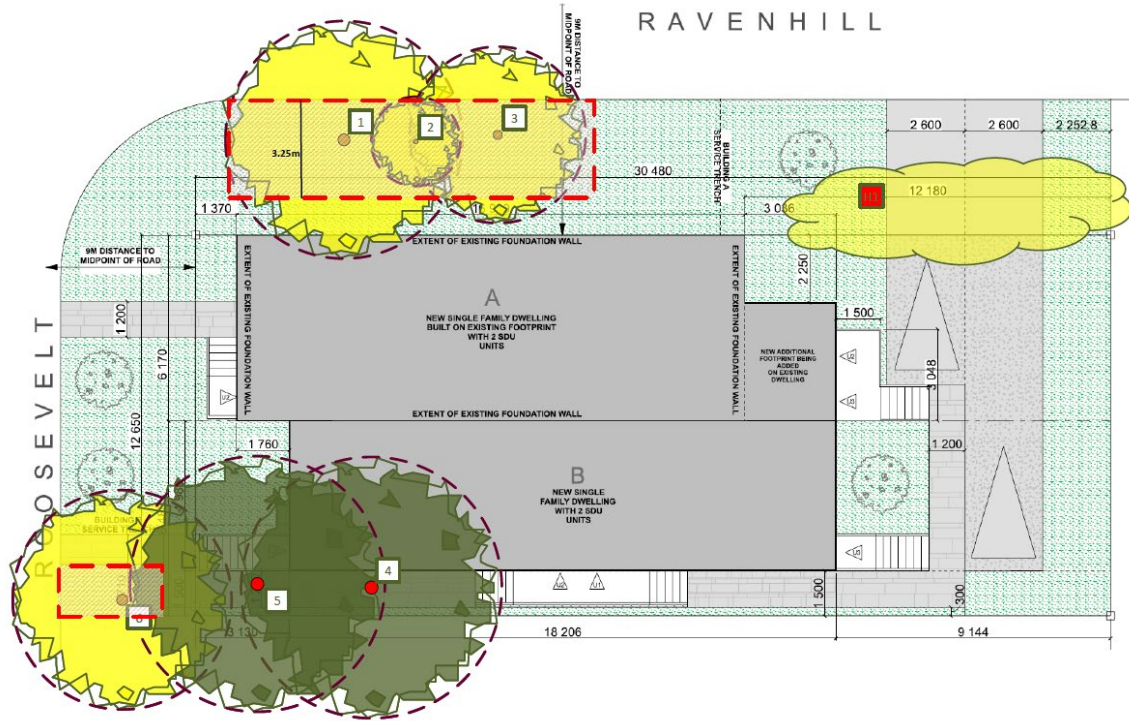 RAVENHILL
9M DISTANCE TO
MIDPOINT OF ROAD
1
2
3
3.25m
BUILDING A
SERVICE TRENCH
2 600
2 600
2 252.8
30 480
H1
12 180
1 370
3 036
9M DISTANCE TO
MIDPOINT OF ROAD
EXTENT OF EXISTING FOUNDATION WALL
EXTENT OF EXISTING FOUNDATION WALL
EXTENT OF EXISTING FOUNDATION WALL
2 250
A
NEW SINGLE FAMILY DWELLING
BUILT ON EXISTING FOOTPRINT
WITH 2 SDU
UNITS
1 200
1 500
ROOSEVELT
6 170
NEW ADDITIONAL
FOOTPRINT BEING
ADDED
ON EXISTING
DWELLING
3 048
U2
EXTENT OF EXISTING FOUNDATION WALL
12 650
1 760
1 200
B
NEW SINGLE
FAMILY DWELLING
WITH 2 SDU
UNITS
BUILDING
SERVICE
4
5
6
U1
1 500
300
3 130
18 206
9 144